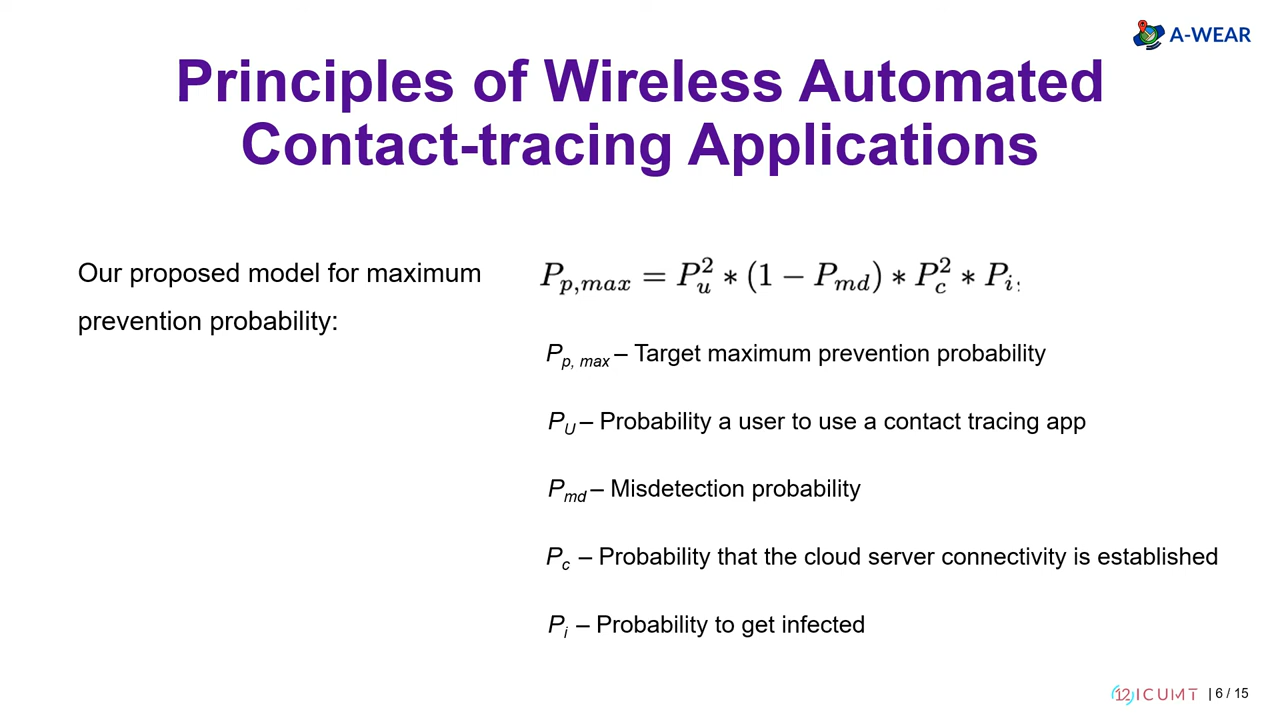 A-WEAR
Principles of Wireless Automated
Contact-tracing Applications
Our proposed model for maximum
prevention probability:
P_{p,max} = P_u^2 * (1 − P_{md}) * P_c^2 * P_i,
P_{p, max} – Target maximum prevention probability
P_U – Probability a user to use a contact tracing app
P_{md} – Misdetection probability
P_c – Probability that the cloud server connectivity is established
P_i – Probability to get infected
12 ICUMT | 6 / 15